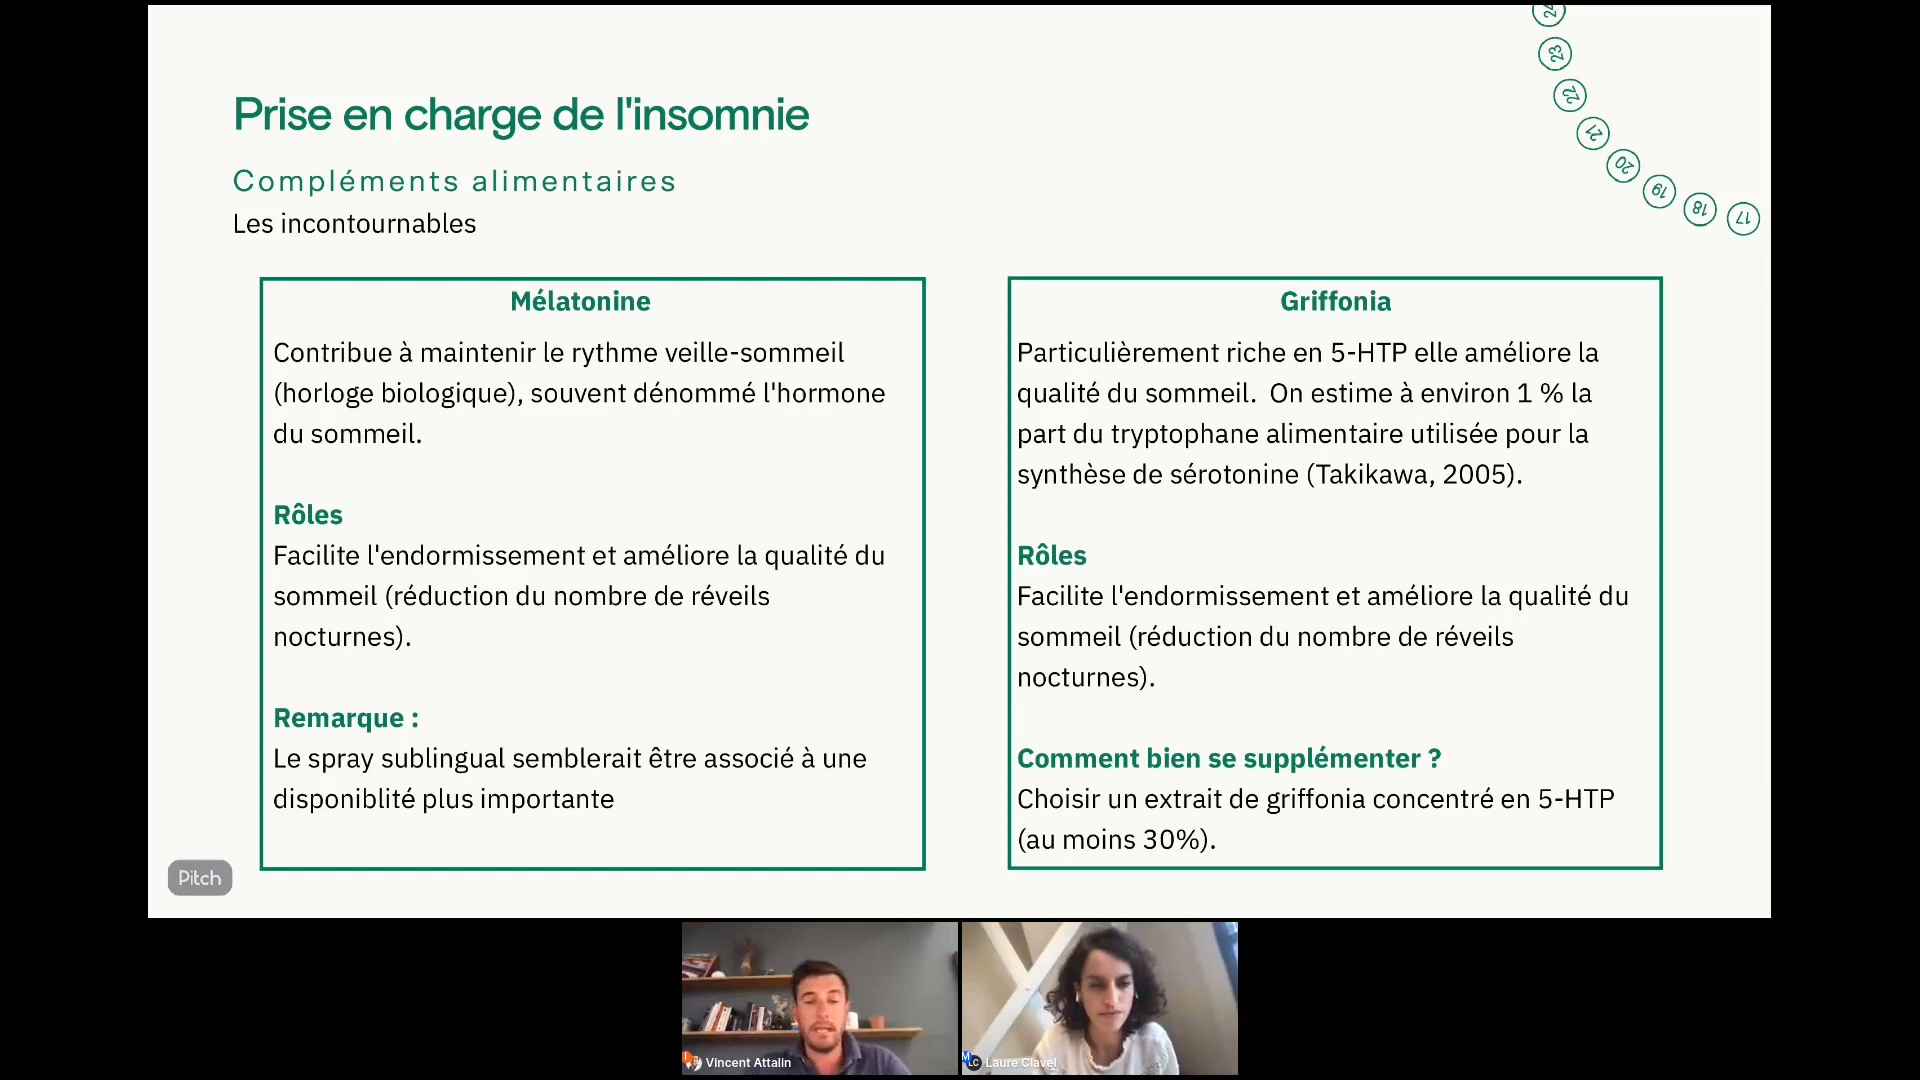 24
23
22
21
20
19
18
17
Prise en charge de l'insomnie
Compléments alimentaires
Les incontournables
Mélatonine
Contribue à maintenir le rythme veille-sommeil
(horloge biologique), souvent dénommé l'hormone
du sommeil.
Rôles
Facilite l'endormissement et améliore la qualité du
sommeil (réduction du nombre de réveils
nocturnes).
Remarque :
Le spray sublingual semblerait être associé à une
disponiblité plus importante
Griffonia
Particulièrement riche en 5-HTP elle améliore la
qualité du sommeil.  On estime à environ 1 % la
part du tryptophane alimentaire utilisée pour la
synthèse de sérotonine (Takikawa, 2005).
Rôles
Facilite l'endormissement et améliore la qualité du
sommeil (réduction du nombre de réveils
nocturnes).
Comment bien se supplémenter ?
Choisir un extrait de griffonia concentré en 5-HTP
(au moins 30%).
Pitch
Vincent Attalin
M LC Laure Clavel